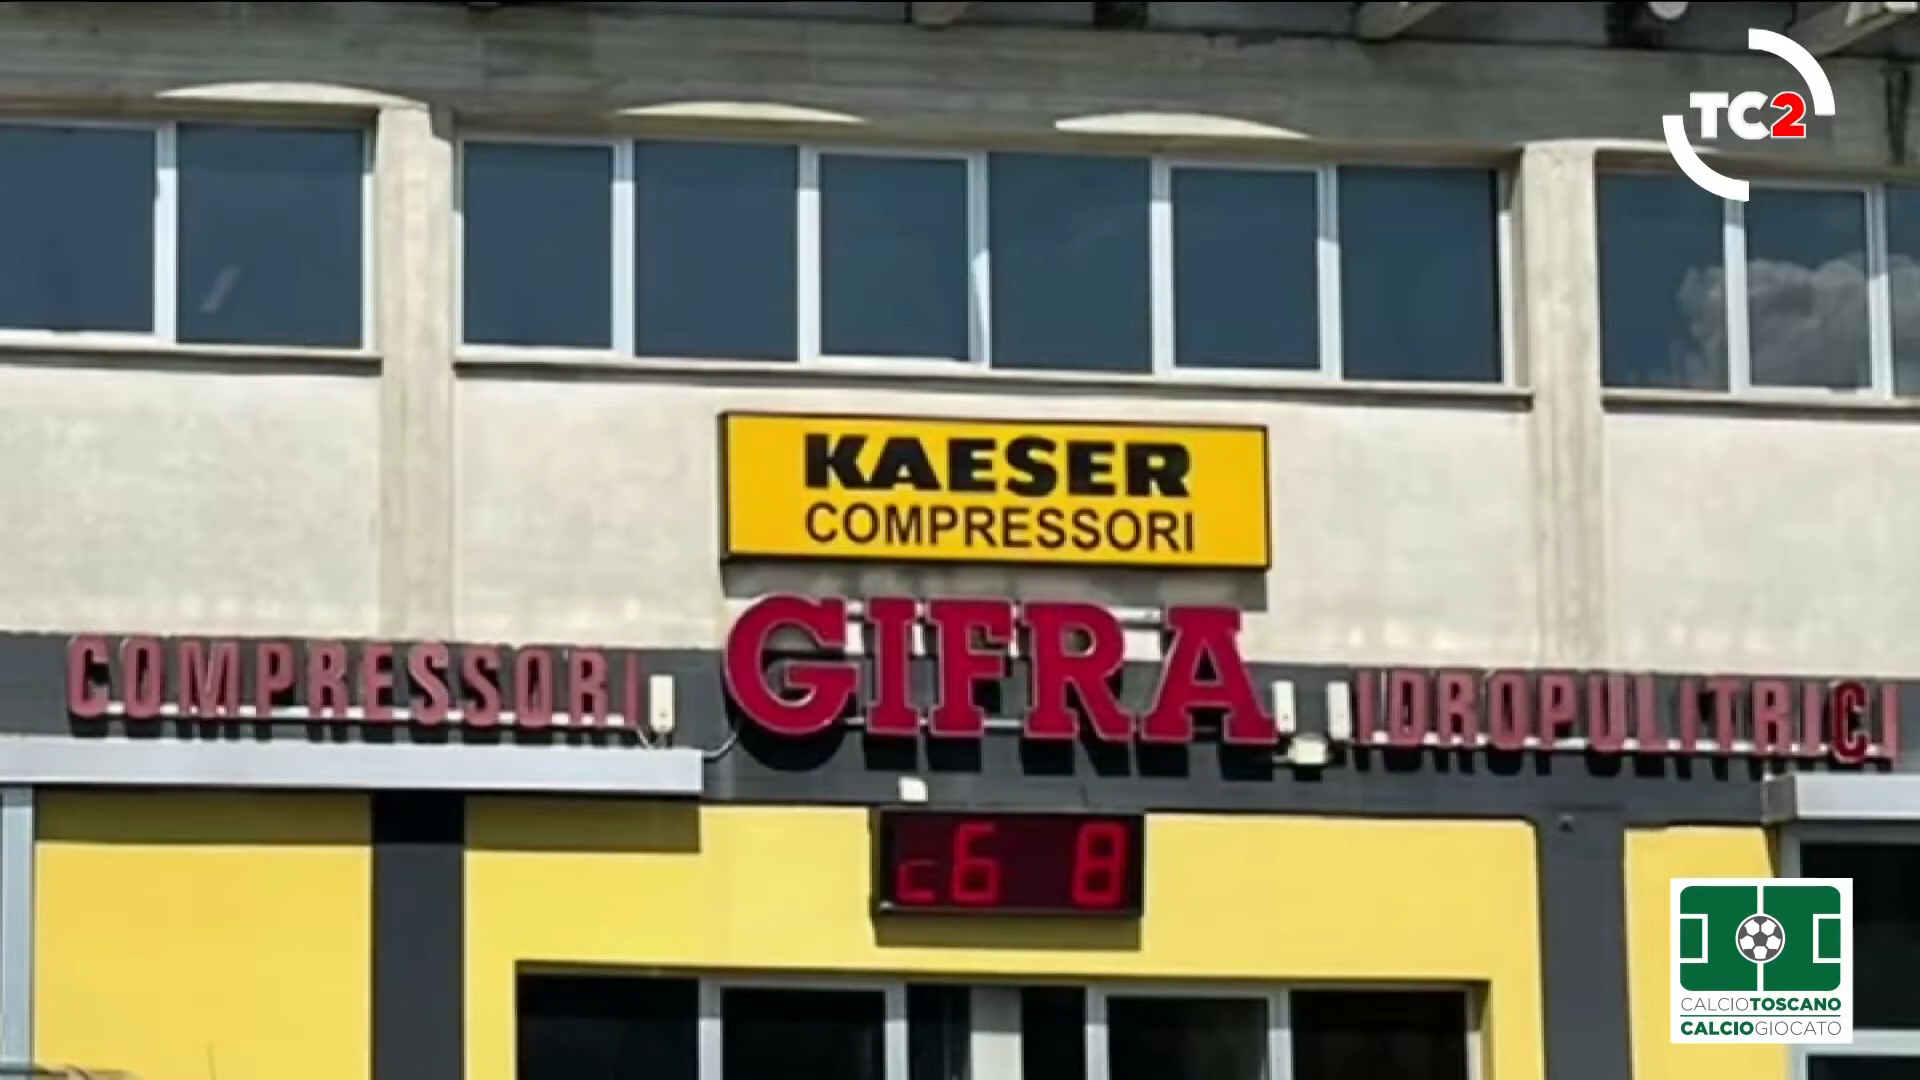 TC2
KAESER
COMPRESSORI
COMPRESSORI GIFRA IDROPULITRICI
c6 8
CALCIOTOSCANO
CALCIOGIOCATO